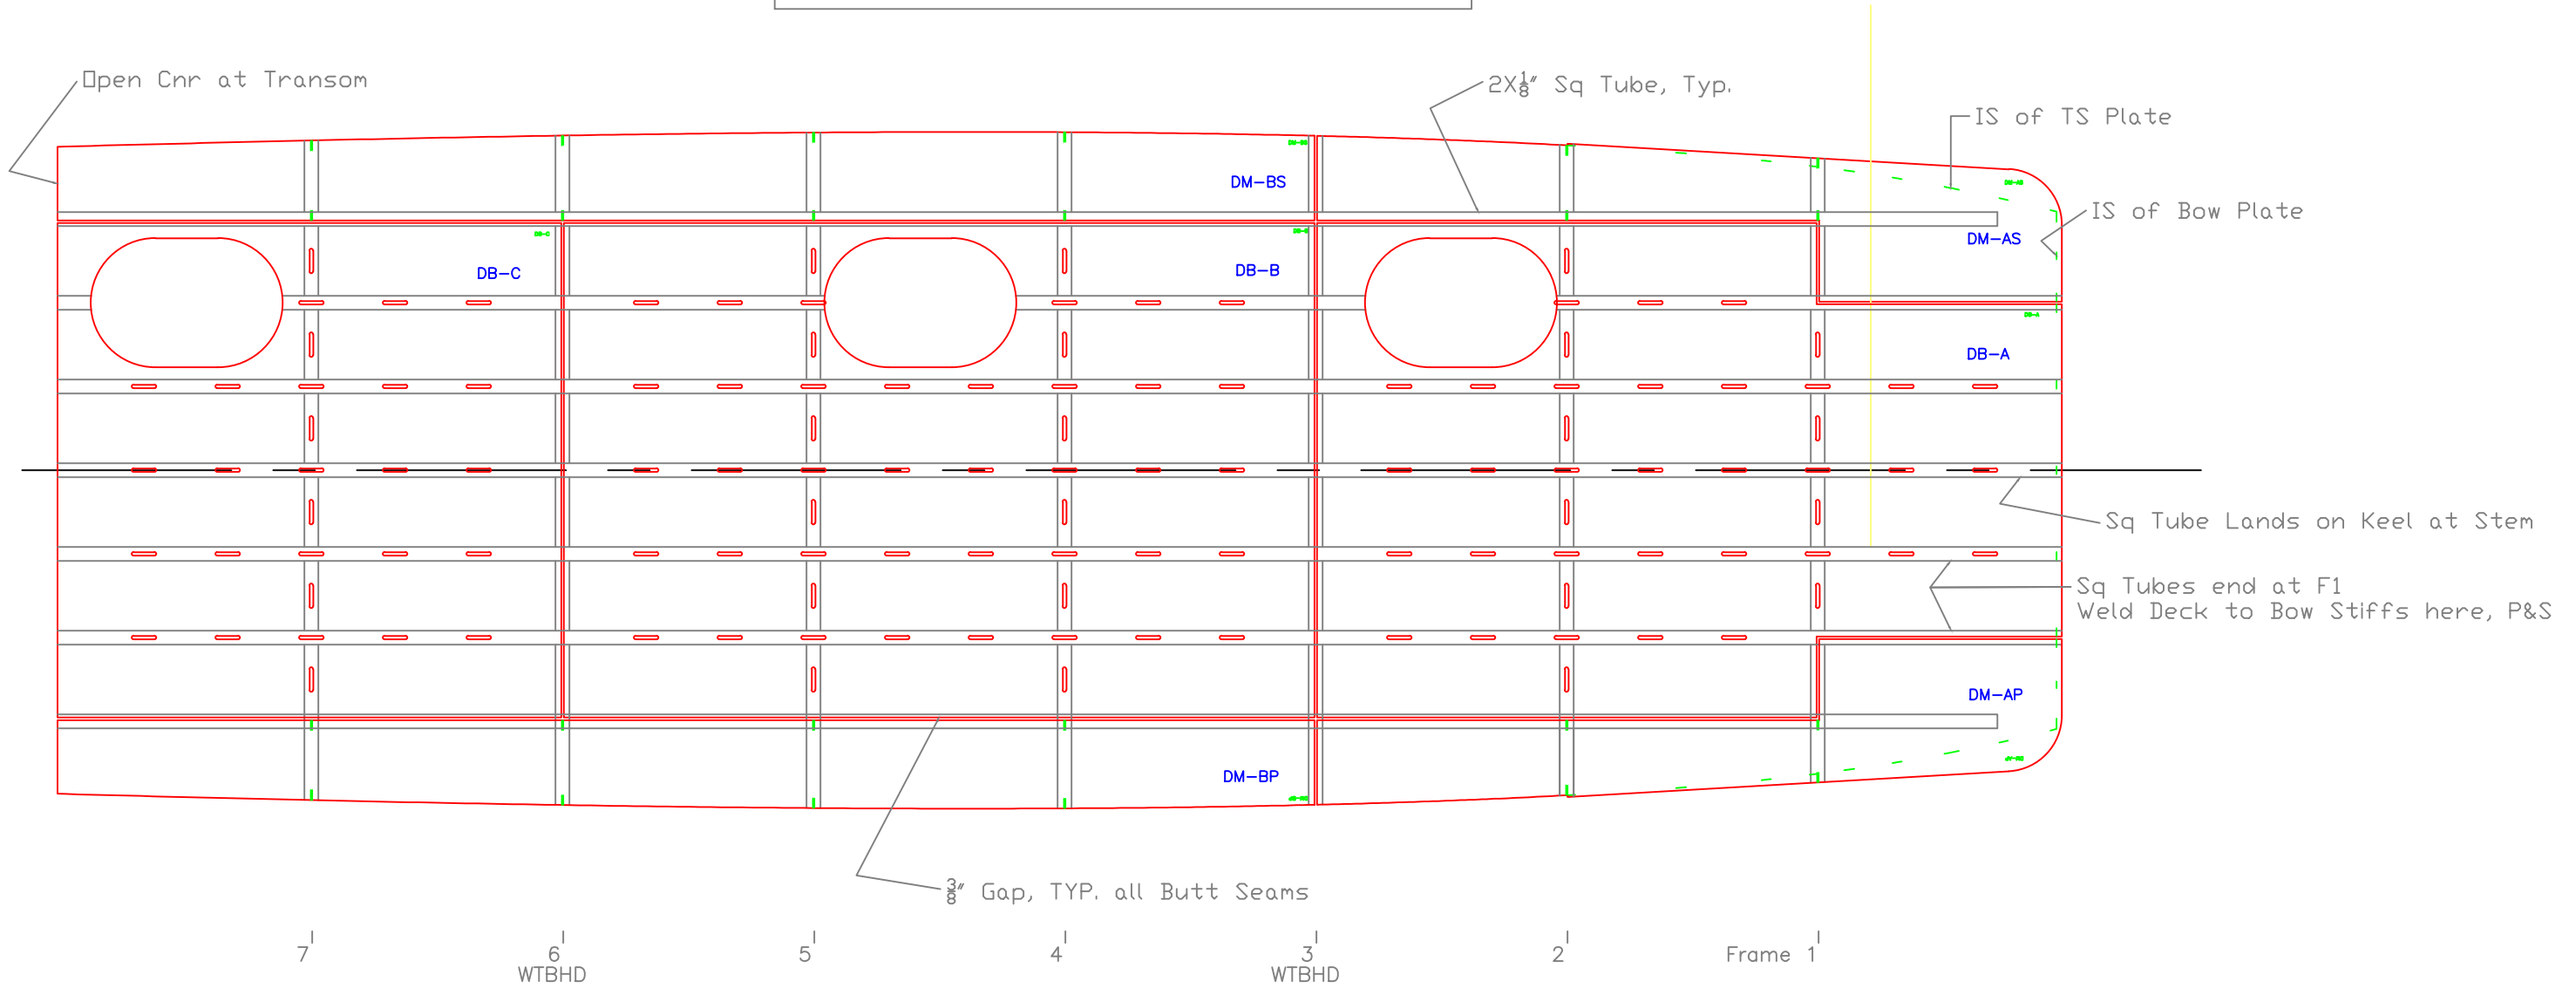 Open Cnr at Transom
2X1/8" Sq Tube, Typ.
IS of TS Plate
IS of Bow Plate
DM-BS
DM-AS
DB-C
DB-B
DB-A
DB-C
DB-A
Sq Tube Lands on Keel at Stem
Sq Tubes end at F1
Weld Deck to Bow Stiffs here, P&S
DM-AP
DM-BP
3/8" Gap, TYP. all Butt Seams
7
6
5
4
3
2
Frame 1
WTBHD
WTBHD